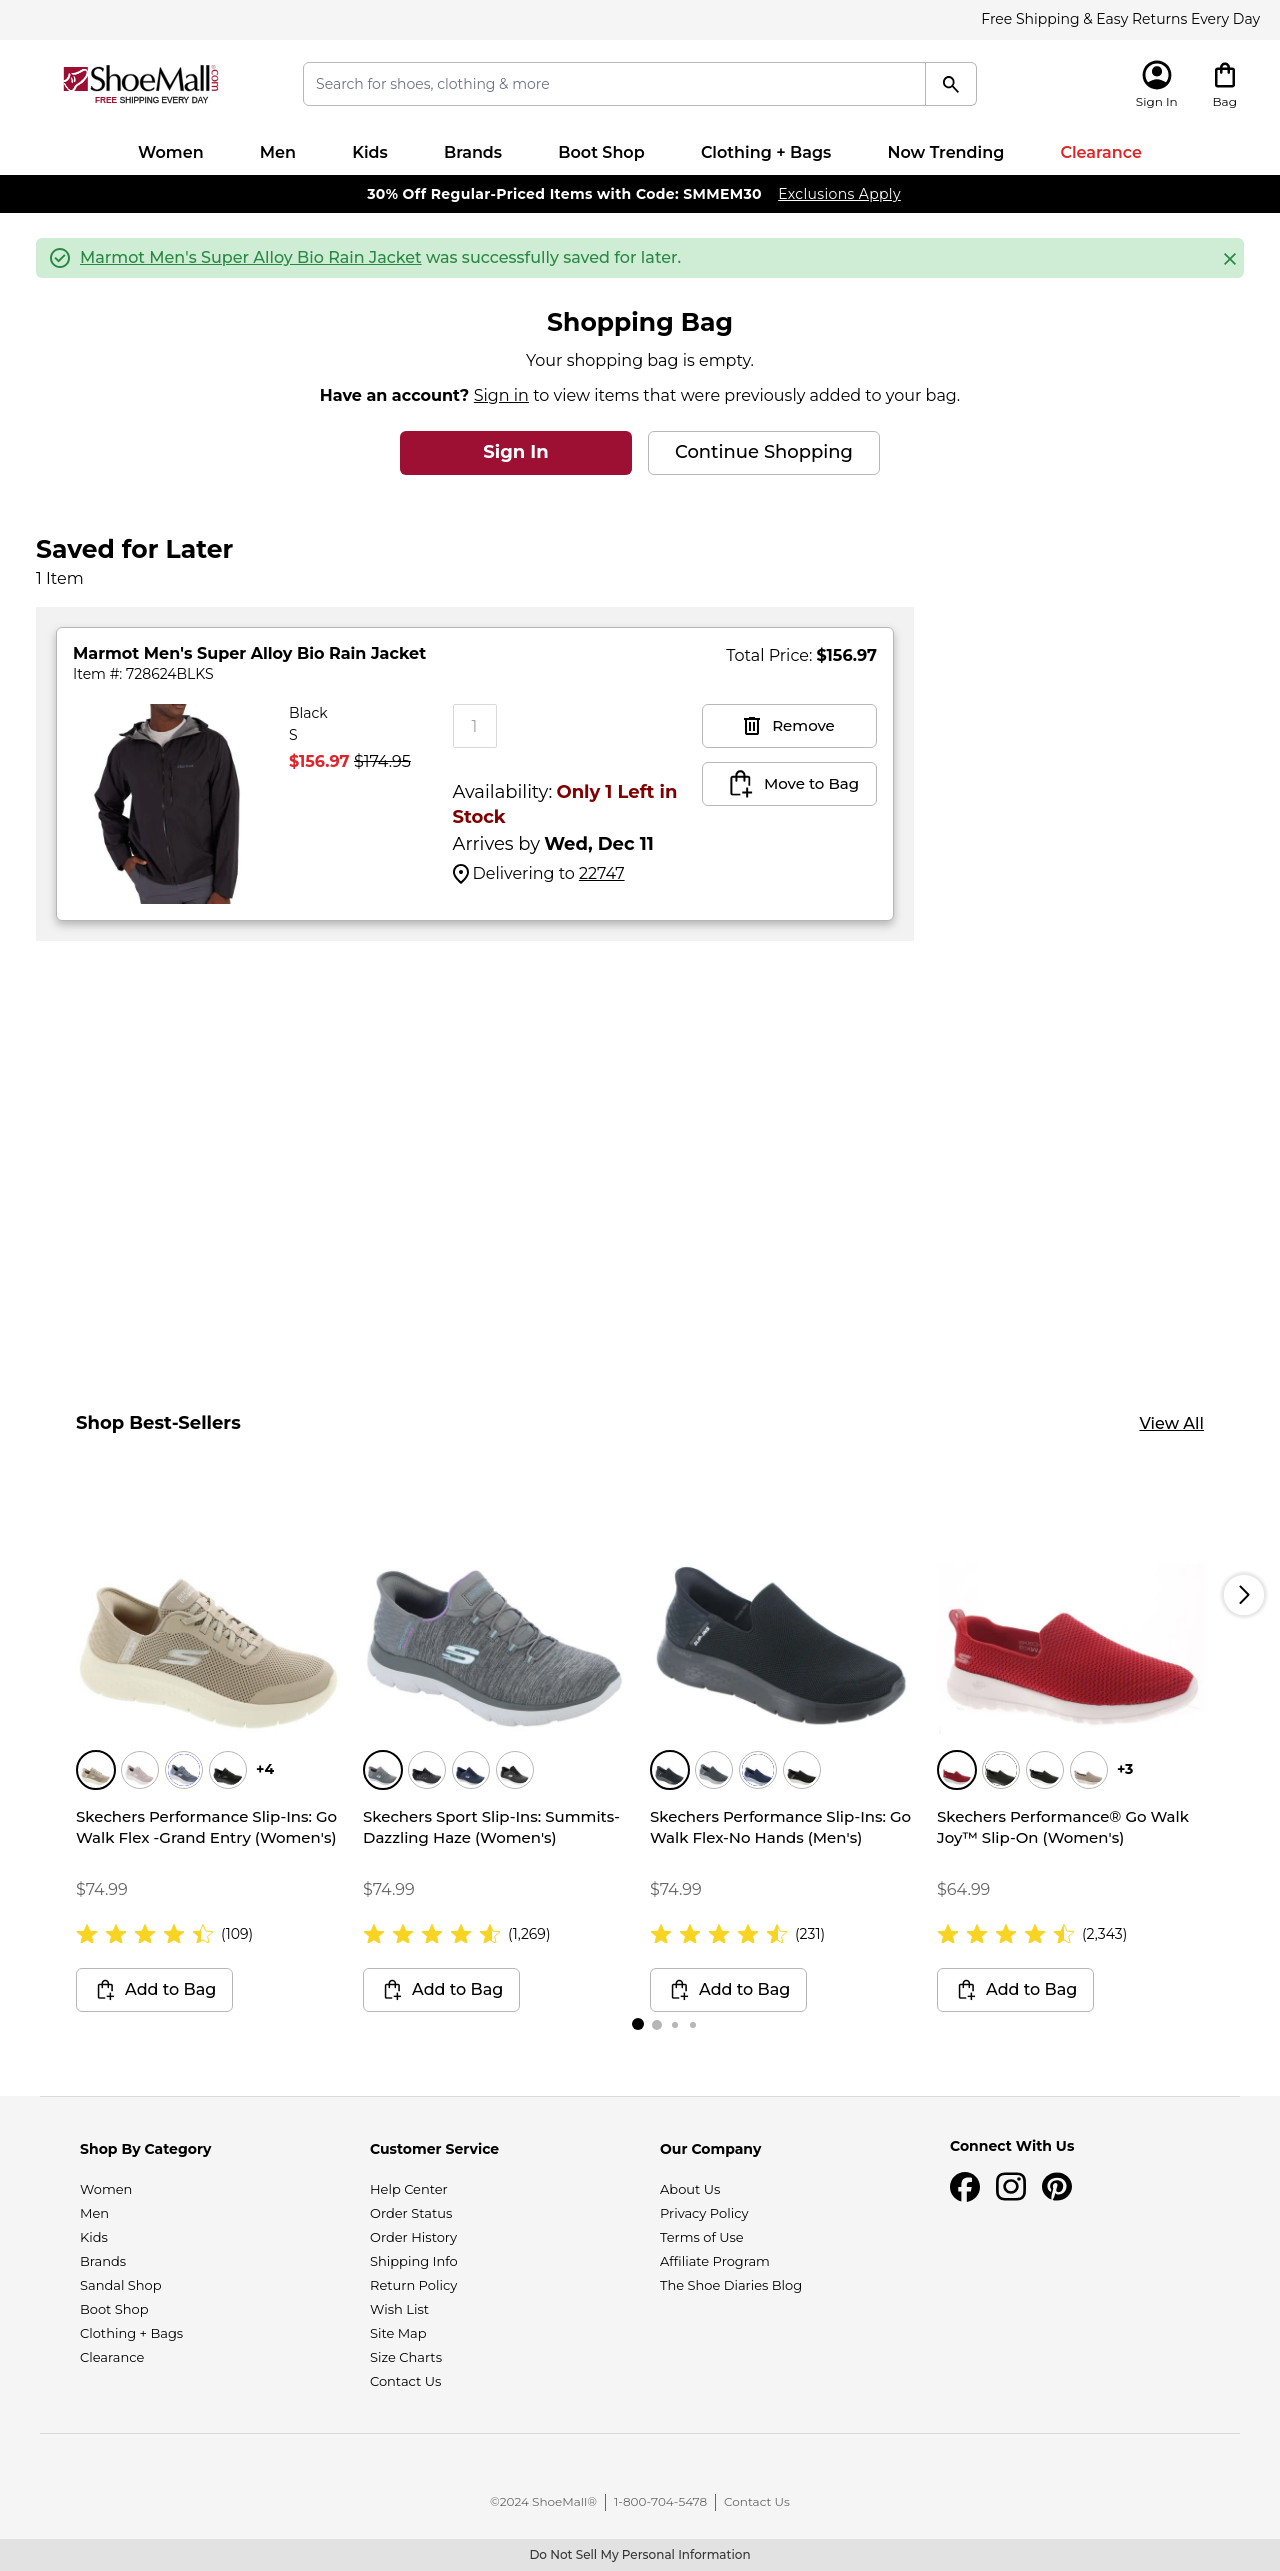 Free Shipping & Easy Returns Every Day
ShoeMall.com
FREE SHIPPING EVERY DAY
Search for shoes, clothing & more
Sign In
Bag
Women
Men
Kids
Brands
Boot Shop
Clothing + Bags
Now Trending
Clearance
30% Off Regular-Priced Items with Code: SMMEM30 Exclusions Apply
Marmot Men's Super Alloy Bio Rain Jacket was successfully saved for later.
Shopping Bag
Your shopping bag is empty.
Have an account? Sign in to view items that were previously added to your bag.
Sign In
Continue Shopping
Saved for Later
1 Item
Marmot Men's Super Alloy Bio Rain Jacket
Item #: 728624BLKS
Total Price: $156.97
Black
S
$156.97 $174.95
1
Availability: Only 1 Left in
Stock
Arrives by Wed, Dec 11
Delivering to 22747
Remove
Move to Bag
Shop Best-Sellers
View All
+4
Skechers Performance Slip-Ins: Go
Walk Flex -Grand Entry (Women's)
$74.99
(109)
Add to Bag
Skechers Sport Slip-Ins: Summits-
Dazzling Haze (Women's)
$74.99
(1,269)
Add to Bag
Skechers Performance Slip-Ins: Go
Walk Flex-No Hands (Men's)
$74.99
(231)
Add to Bag
+3
Skechers Performance® Go Walk
Joy™ Slip-On (Women's)
$64.99
(2,343)
Add to Bag
Shop By Category
Women
Men
Kids
Brands
Sandal Shop
Boot Shop
Clothing + Bags
Clearance
Customer Service
Help Center
Order Status
Order History
Shipping Info
Return Policy
Wish List
Site Map
Size Charts
Contact Us
Our Company
About Us
Privacy Policy
Terms of Use
Affiliate Program
The Shoe Diaries Blog
Connect With Us
©2024 ShoeMall®
1-800-704-5478
Contact Us
Do Not Sell My Personal Information